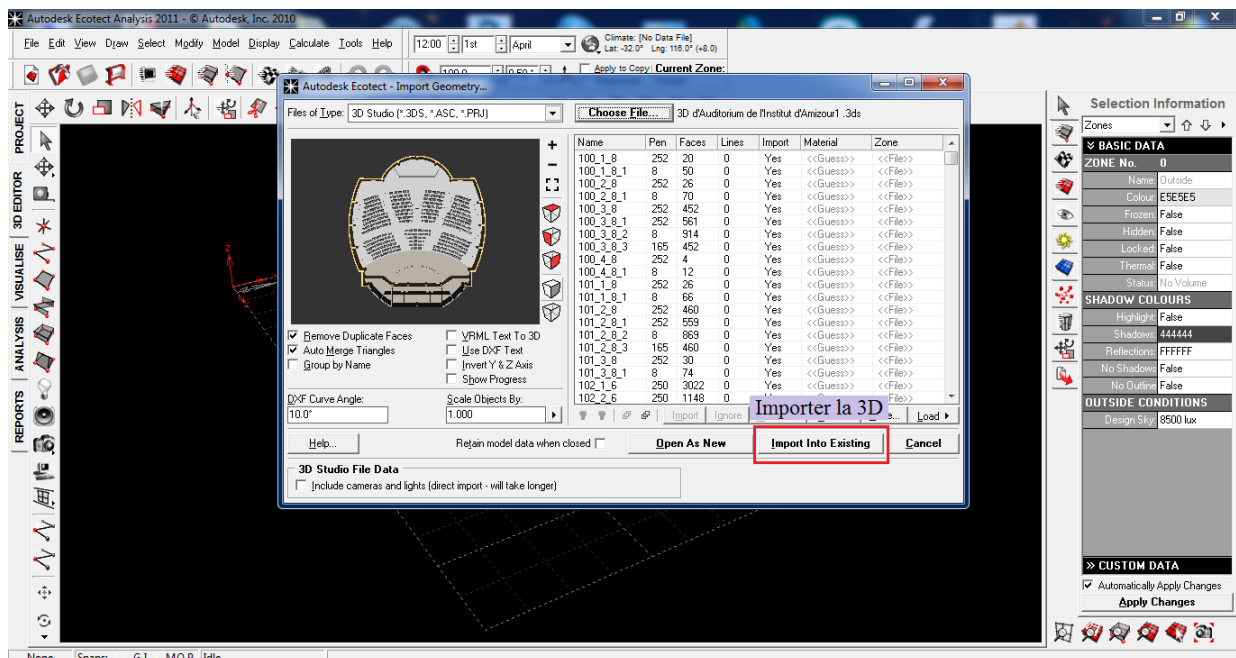 Autodesk Ecotect Analysis 2011 - © Autodesk, Inc. 2010
File Edit View Draw Select Modify Model Display Calculate Tools Help
12:00 1st April
Climate: [No Data File]
Lat: -32.0° Lng: 116.0° (+8.0)
Apply to Copy Current Zone:
PROJECT
3D EDITOR
VISUALISE
ANALYSIS
REPORTS
Autodesk Ecotect - Import Geometry...
Files of Type: 3D Studio (*.3DS, *.ASC, *.PRJ)
Choose File... 3D d'Auditorium de l'Institut d'Amizour1 .3ds
Name Pen Faces Lines Import Material Zone
100_1_8 252 20 0 Yes <<Guess>> <<File>>
100_1_8_1 8 50 0 Yes <<Guess>> <<File>>
100_2_8 252 26 0 Yes <<Guess>> <<File>>
100_2_8_1 8 70 0 Yes <<Guess>> <<File>>
100_3_8 252 452 0 Yes <<Guess>> <<File>>
100_3_8_1 252 561 0 Yes <<Guess>> <<File>>
100_3_8_2 8 914 0 Yes <<Guess>> <<File>>
100_3_8_3 165 452 0 Yes <<Guess>> <<File>>
100_4_8 252 4 0 Yes <<Guess>> <<File>>
100_4_8_1 8 12 0 Yes <<Guess>> <<File>>
101_1_8 252 26 0 Yes <<Guess>> <<File>>
101_1_8_1 8 66 0 Yes <<Guess>> <<File>>
101_2_8 252 460 0 Yes <<Guess>> <<File>>
101_2_8_1 252 559 0 Yes <<Guess>> <<File>>
101_2_8_2 8 869 0 Yes <<Guess>> <<File>>
101_2_8_3 165 460 0 Yes <<Guess>> <<File>>
101_3_8 252 30 0 Yes <<Guess>> <<File>>
101_3_8_1 8 74 0 Yes <<Guess>> <<File>>
102_1_6 250 3022 0 Yes <<Guess>> <<File>>
102_2_6 250 1148 0 Yes
Import Ignore Load
Importer la 3D
Remove Duplicate Faces
Auto Merge Triangles
Group by Name
VRML Text To 3D
Use DXF Text
Invert Y & Z Axis
Show Progress
DXF Curve Angle:
10.0°
Scale Objects By:
1.000
Help... Retain model data when closed Open As New Import Into Existing Cancel
3D Studio File Data
Include cameras and lights (direct import - will take longer)
Selection Information
Zones
BASIC DATA
ZONE No. 0
Name: Outside
Colour: E5E5E5
Frozen: False
Hidden: False
Locked: False
Thermal: False
Status: No Volume
SHADOW COLOURS
Highlight: False
Shadows: 444444
Reflections: FFFFFF
No Shadows: False
No Outline: False
OUTSIDE CONDITIONS
Design Sky: 8500 lux
CUSTOM DATA
Automatically Apply Changes
Apply Changes
Z